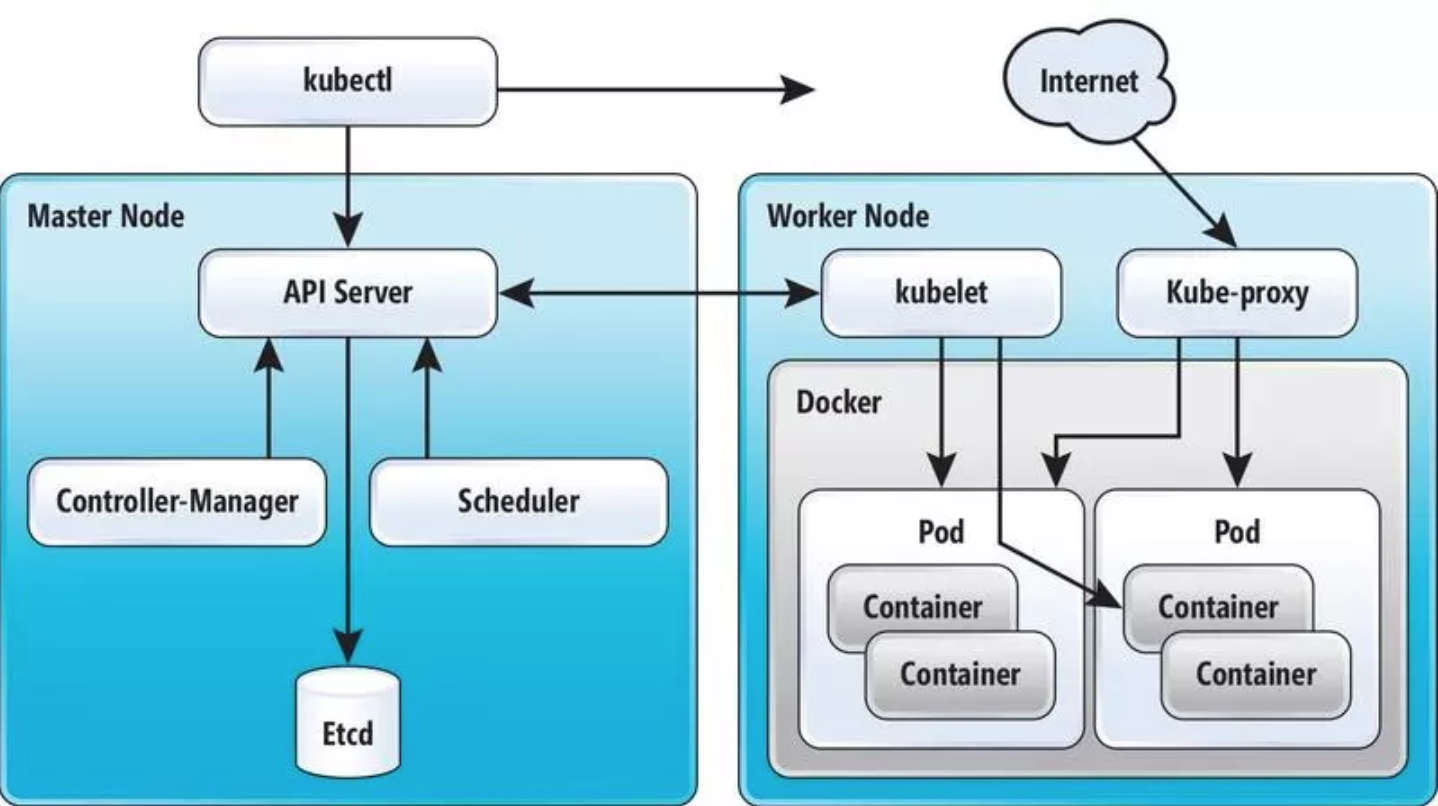 kubectl
Internet
Master Node
Worker Node
API Server
kubelet
Kube-proxy
Docker
Controller-Manager
Scheduler
Pod
Pod
Container
Container
Container
Container
Etcd